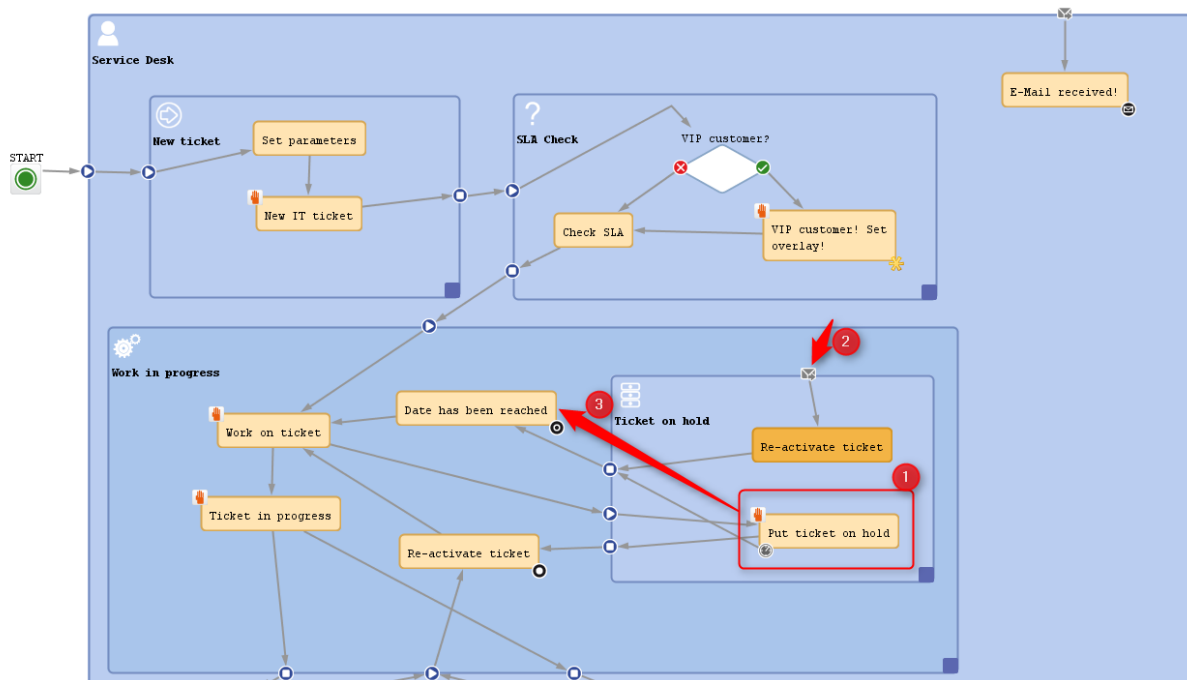 Service Desk
E-Mail received!
START
New ticket
Set parameters
New IT ticket
SLA Check
VIP customer?
Check SLA
VIP customer! Set
overlay!
2
Work in progress
Date has been reached
3
Ticket on hold
Work on ticket
Re-activate ticket
1
Ticket in progress
Put ticket on hold
Re-activate ticket